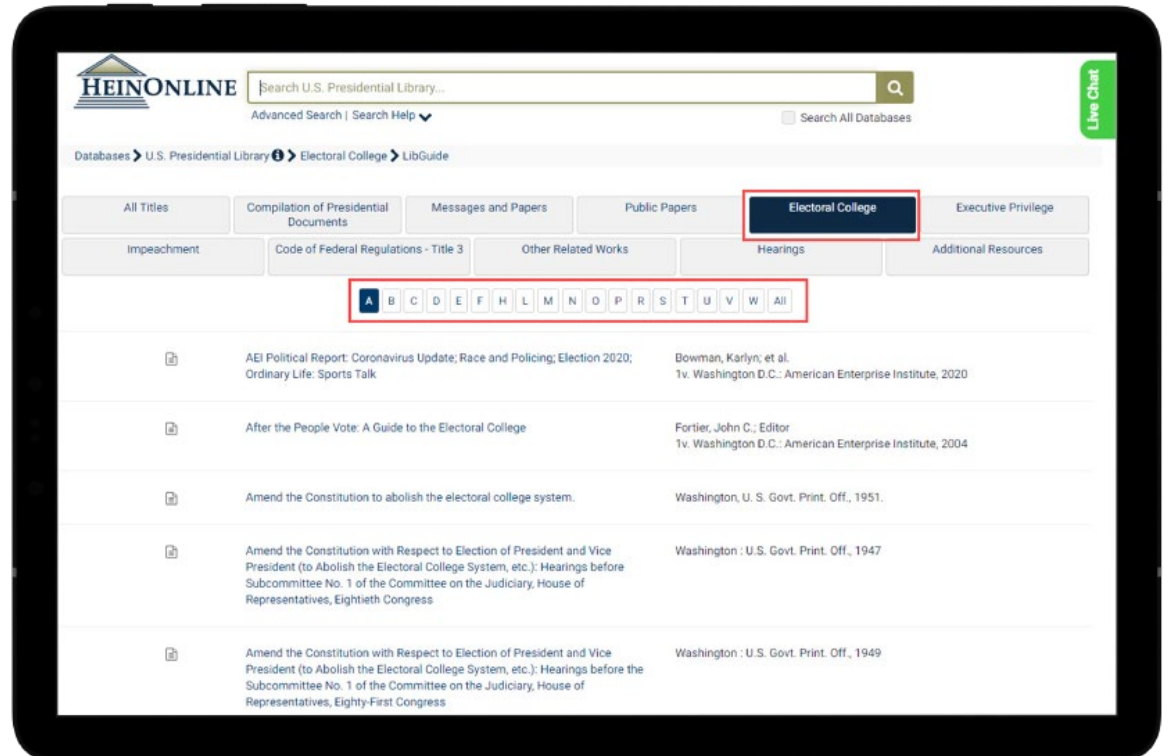 HEINONLINE
Search U.S. Presidential Library...
Advanced Search | Search Help
Search All Databases
Live Chat
Databases U.S. Presidential Library Electoral College LibGuide
All Titles
Compilation of Presidential
Documents
Messages and Papers
Public Papers
Electoral College
Executive Privilege
Impeachment
Code of Federal Regulations - Title 3
Other Related Works
Hearings
Additional Resources
A B C D E F H L M N O P R S T U V W All
AEI Political Report: Coronavirus Update; Race and Policing; Election 2020;
Ordinary Life: Sports Talk
Bowman, Karlyn; et al.
1v. Washington D.C.: American Enterprise Institute, 2020
After the People Vote: A Guide to the Electoral College
Fortier, John C.; Editor
1v. Washington D.C.: American Enterprise Institute, 2004
Amend the Constitution to abolish the electoral college system.
Washington, U. S. Govt. Print. Off., 1951.
Amend the Constitution with Respect to Election of President and Vice
President (to Abolish the Electoral College System, etc.): Hearings before
Subcommittee No. 1 of the Committee on the Judiciary, House of
Representatives, Eightieth Congress
Washington : U.S. Govt. Print. Off., 1947
Amend the Constitution with Respect to Election of President and Vice
President (to Abolish the Electoral College System, etc.): Hearings before the
Subcommittee No. 1 of the Committee on the Judiciary, House of
Representatives, Eighty-First Congress
Washington : U.S. Govt. Print. Off., 1949